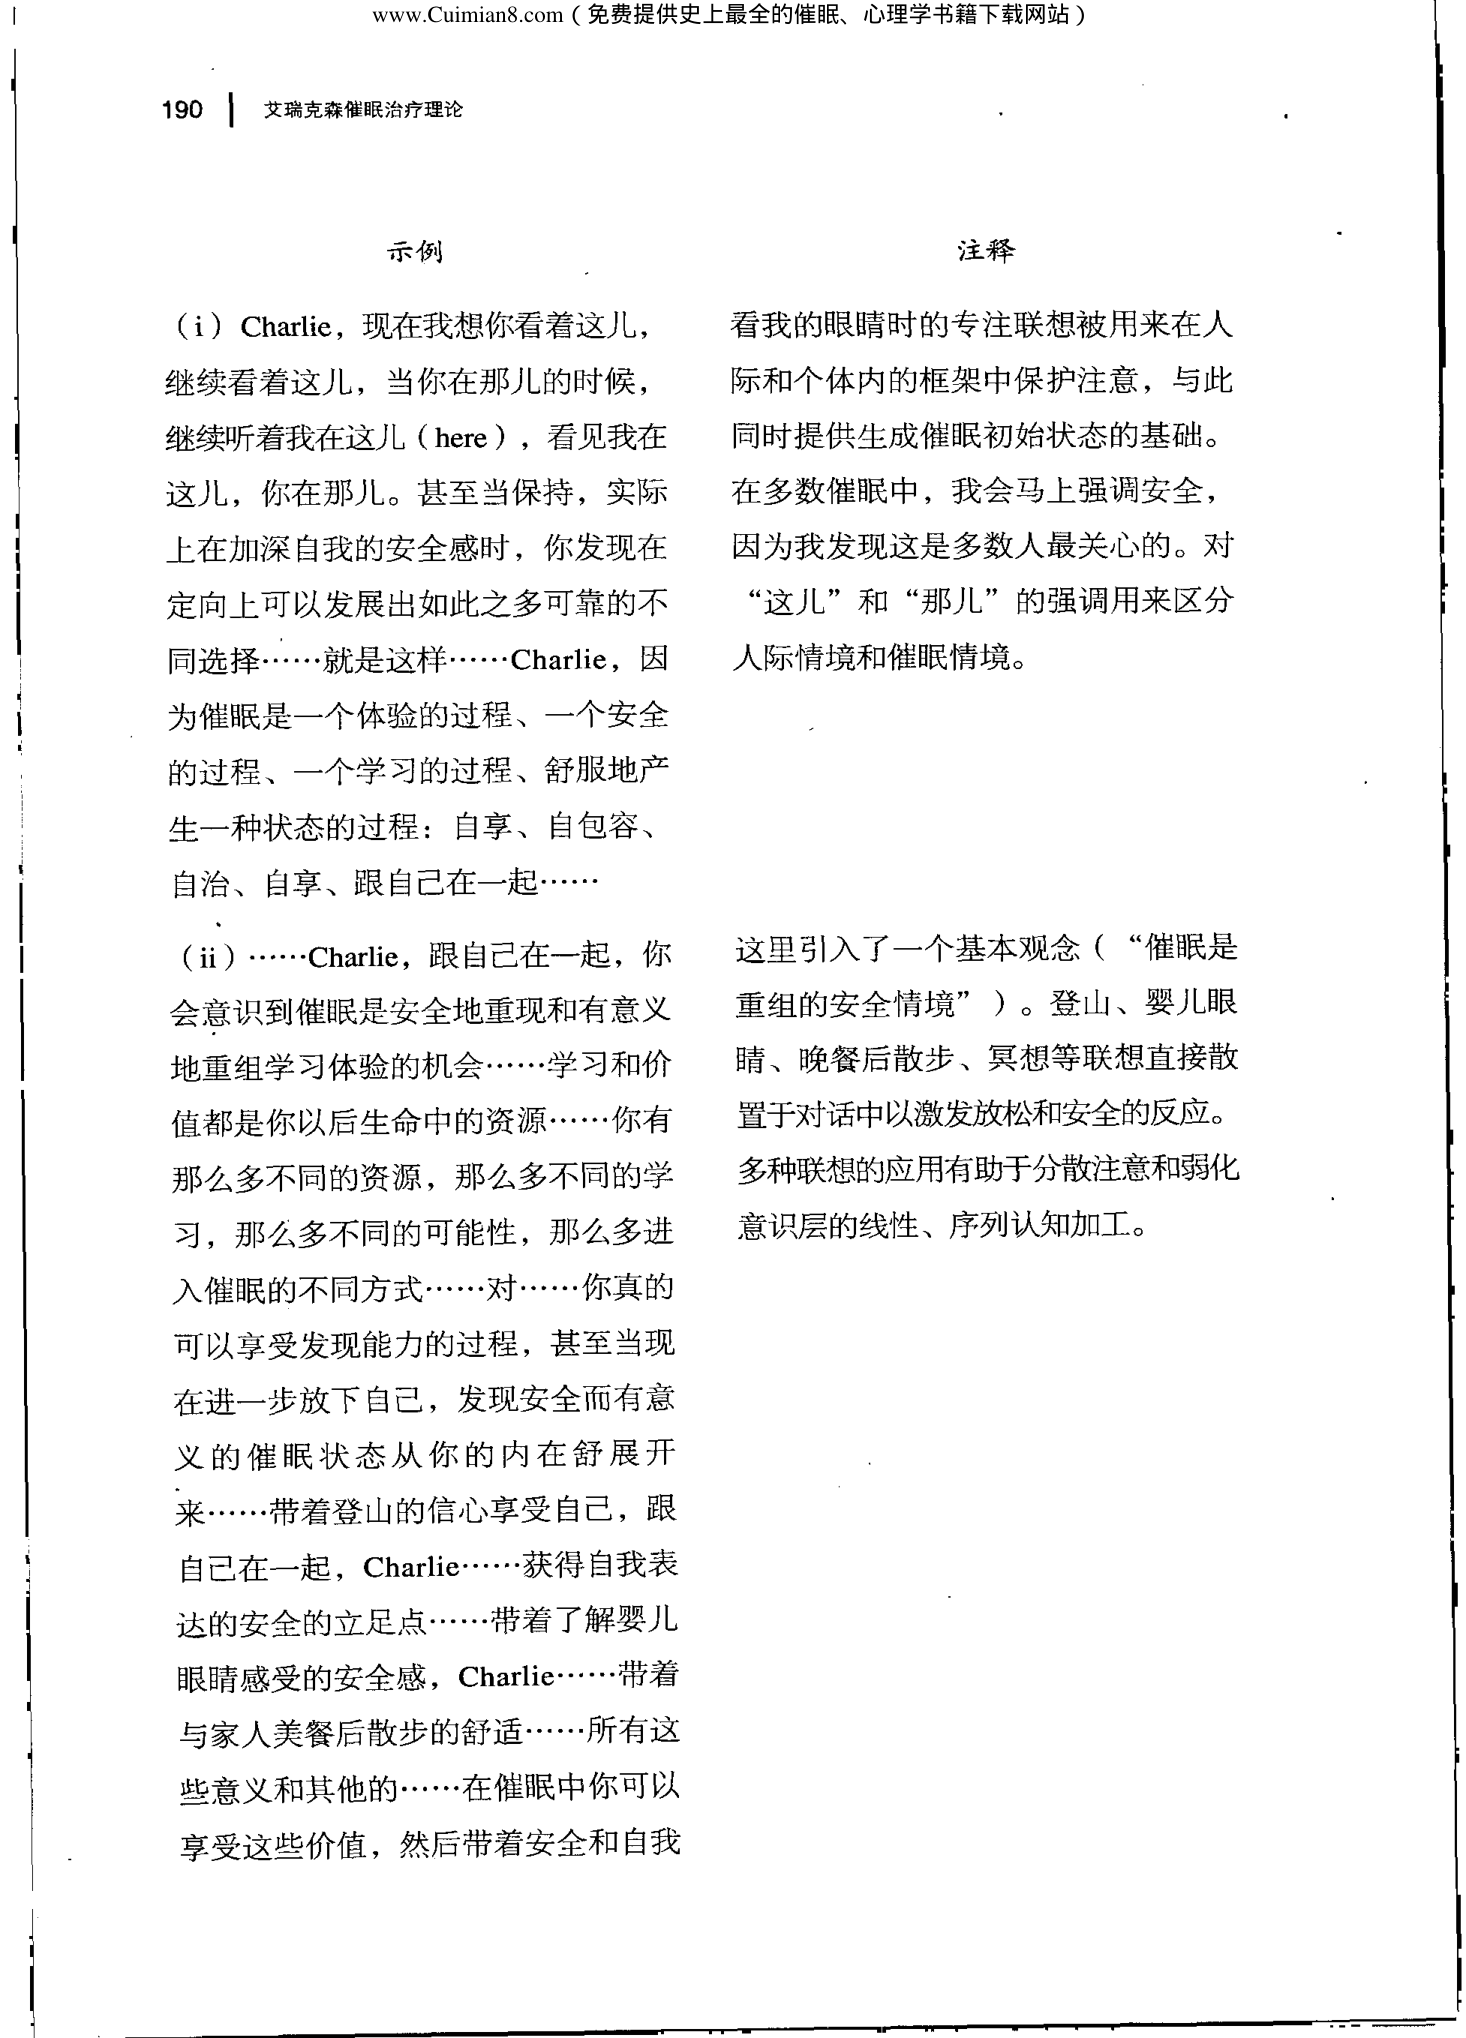 www.Cuimian8.com（免费提供史上最全的催眠、心理学书籍下载网站）
190 | 艾瑞克森催眠治疗理论
示例
（i）Charlie，现在我想你看着这儿，
继续看着这儿，当你在那儿的时候，
继续听着我在这儿（here），看见我在
这儿，你在那儿。甚至当保持，实际
上在加深自我的安全感时，你发现在
定向上可以发展出如此之多可靠的不
同选择……就是这样……Charlie，因
为催眠是一个体验的过程、一个安全
的过程、一个学习的过程、舒服地产
生一种状态的过程：自享、自包容、
自治、自享、跟自己在一起……
（ii）……Charlie，跟自己在一起，你
会意识到催眠是安全地重现和有意义
地重组学习体验的机会……学习和价
值都是你以后生命中的资源……你有
那么多不同的资源，那么多不同的学
习，那么多不同的可能性，那么多进
入催眠的不同方式……对……你真的
可以享受发现能力的过程，甚至当现
在进一步放下自己，发现安全而有意
义的催眠状态从你的内在舒展开
来……带着登山的信心享受自己，跟
自己在一起，Charlie……获得自我表
达的安全的立足点……带着了解婴儿
眼睛感受的安全感，Charlie……带着
与家人美餐后散步的舒适……所有这
些意义和其他的……在催眠中你可以
享受这些价值，然后带着安全和自我
注释
看我的眼睛时的专注联想被用来在人
际和个体内的框架中保护注意，与此
同时提供生成催眠初始状态的基础。
在多数催眠中，我会马上强调安全，
因为我发现这是多数人最关心的。对
“这儿”和“那儿”的强调用来区分
人际情境和催眠情境。
这里引入了一个基本观念（“催眠是
重组的安全情境”）。登山、婴儿眼
睛、晚餐后散步、冥想等联想直接散
置于对话中以激发放松和安全的反应。
多种联想的应用有助于分散注意和弱化
意识层的线性、序列认知加工。